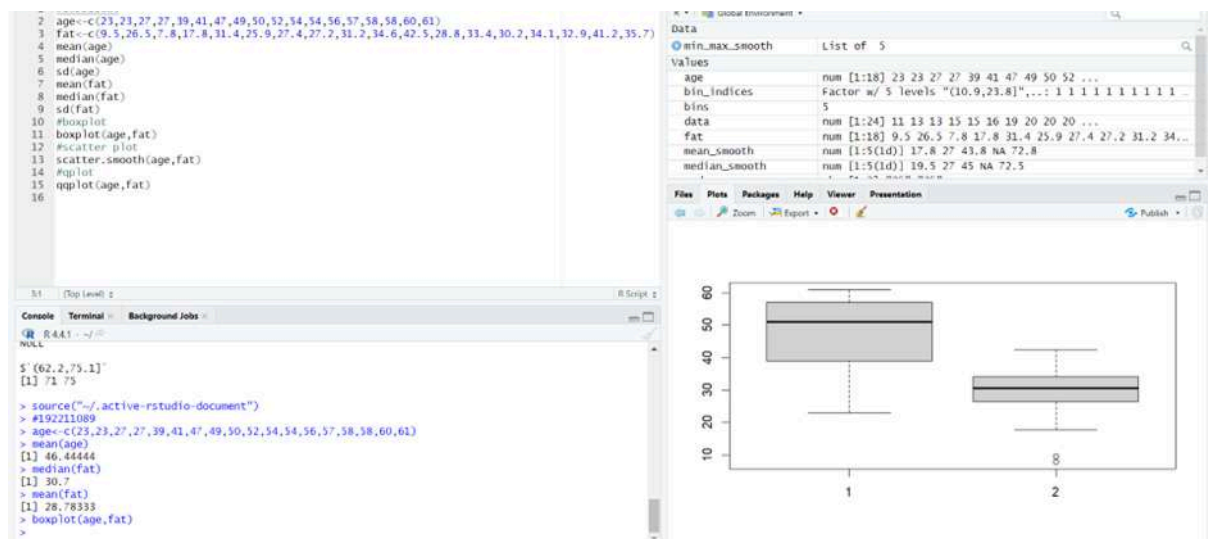 2 age<-c(23,23,27,27,39,41,47,49,50,52,54,54,56,57,58,58,60,61)
3 fat<-c(9.5,26.5,7.8,17.8,31.4,25.9,27.4,27.2,31.2,34.6,42.5,28.8,33.4,30.2,34.1,32.9,41.2,35.7)
4 mean(age)
5 median(age)
6 sd(age)
7 mean(fat)
8 median(fat)
9 sd(fat)
10 #boxplot
11 boxplot(age,fat)
12 #scatter plot
13 scatter.smooth(age,fat)
14 #qplot
15 qqplot(age,fat)
16
3:1 (Top Level) R Script
Console Terminal Background Jobs
R 4.4.1 · ~/
NULL
$`(62.2,75.1]`
[1] 71 75
> source("~/.active-rstudio-document")
> #192211089
> age<-c(23,23,27,27,39,41,47,49,50,52,54,54,56,57,58,58,60,61)
> mean(age)
[1] 46.44444
> median(fat)
[1] 30.7
> mean(fat)
[1] 28.78333
> boxplot(age,fat)
>
R Global Environment
Data
min_max_smooth List of 5
Values
age num [1:18] 23 23 27 27 39 41 47 49 50 52 ...
bin_indices Factor w/ 5 levels "(10.9,23.8]",..: 1 1 1 1 1 1 1 1 1 1 ...
bins 5
data num [1:24] 11 13 13 15 15 16 19 20 20 20 ...
fat num [1:18] 9.5 26.5 7.8 17.8 31.4 25.9 27.4 27.2 31.2 34...
mean_smooth num [1:5(1d)] 17.8 27 43.8 NA 72.8
median_smooth num [1:5(1d)] 19.5 27 45 NA 72.5
Files Plots Packages Help Viewer Presentation
Zoom Export Publish
60
50
40
30
20
10
1 2